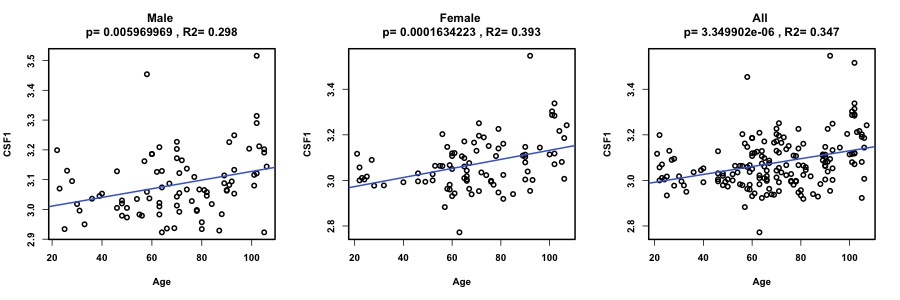 Male
p= 0.005969969 , R2= 0.298
CSF1
3.5
3.4
3.3
3.2
3.1
3.0
2.9
20 40 60 80 100
Age
Female
p= 0.0001634223 , R2= 0.393
CSF1
3.4
3.2
3.0
2.8
20 40 60 80 100
Age
All
p= 3.349902e-06 , R2= 0.347
CSF1
3.4
3.2
3.0
2.8
20 40 60 80 100
Age